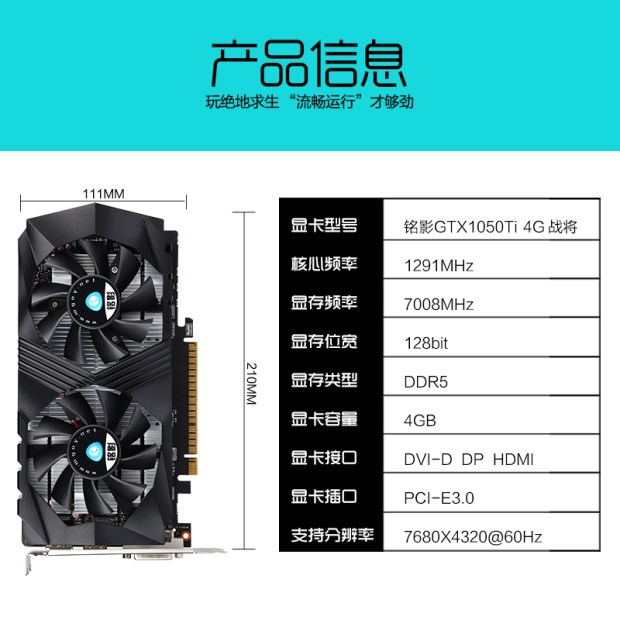 产品信息
玩绝地求生 “流畅运行” 才够劲
111MM
210MM
显卡型号 铭影GTX1050Ti 4G 战将
核心频率 1291MHz
显存频率 7008MHz
显存位宽 128bit
显存类型 DDR5
显卡容量 4GB
显卡接口 DVI-D DP HDMI
显卡插口 PCI-E3.0
支持分辨率 7680X4320@60Hz